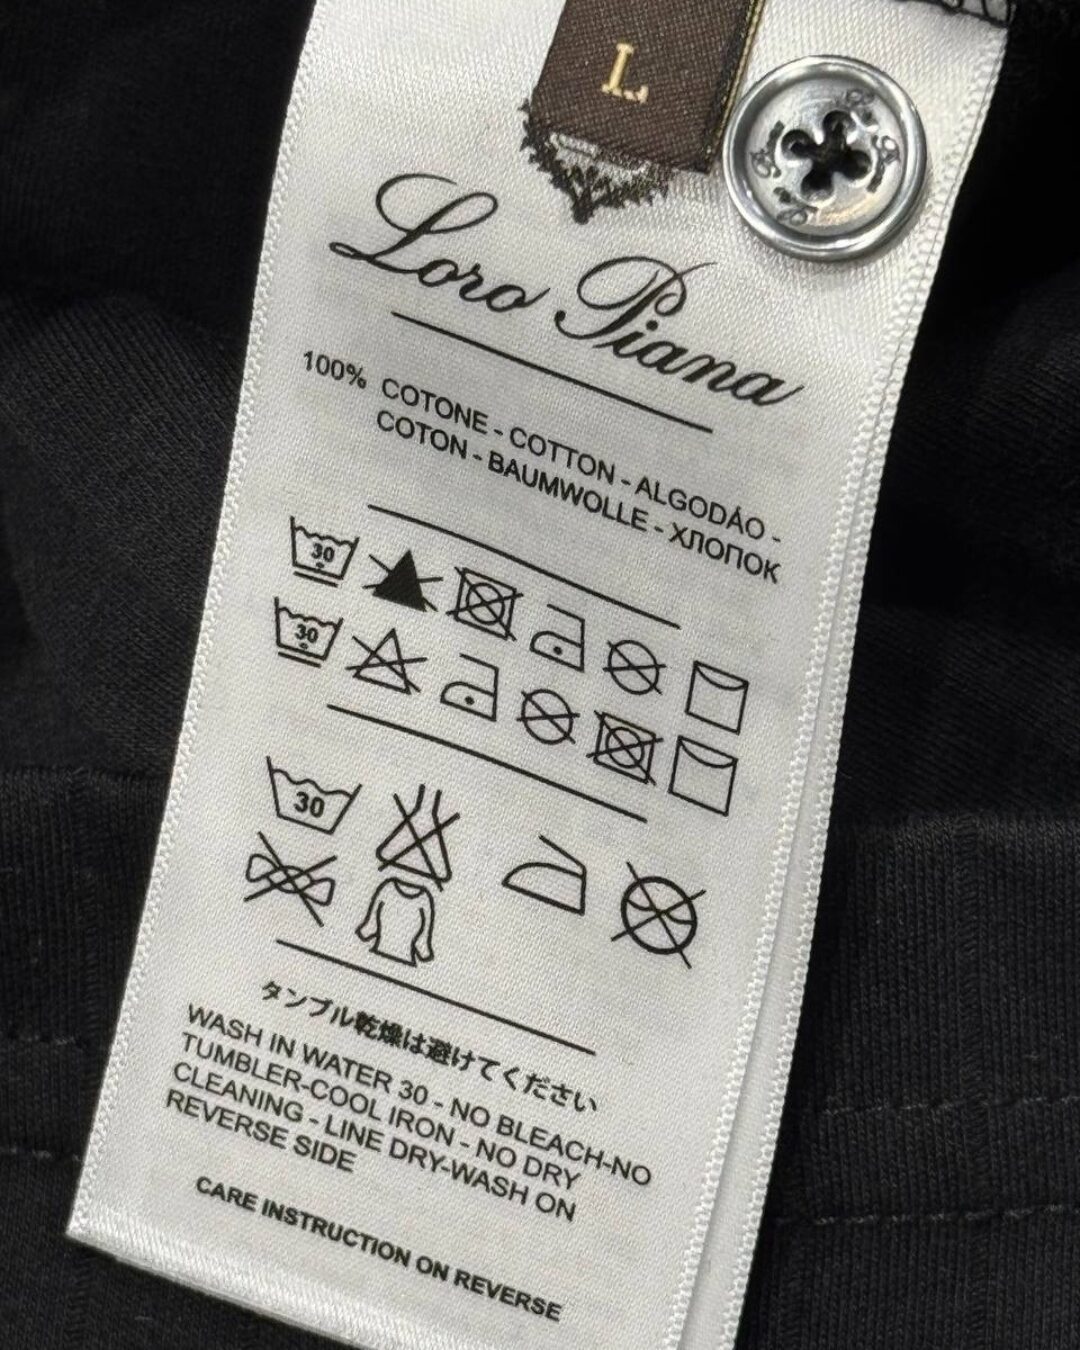 L
Loro Piana
100% COTONE - COTTON - ALGODÁO -
COTON - BAUMWOLLE - ХЛОПОК
30
30
30
タンブル乾燥は避けてください
WASH IN WATER 30 - NO BLEACH-NO
TUMBLER-COOL IRON - NO DRY
CLEANING - LINE DRY-WASH ON
REVERSE SIDE
CARE INSTRUCTION ON REVERSE